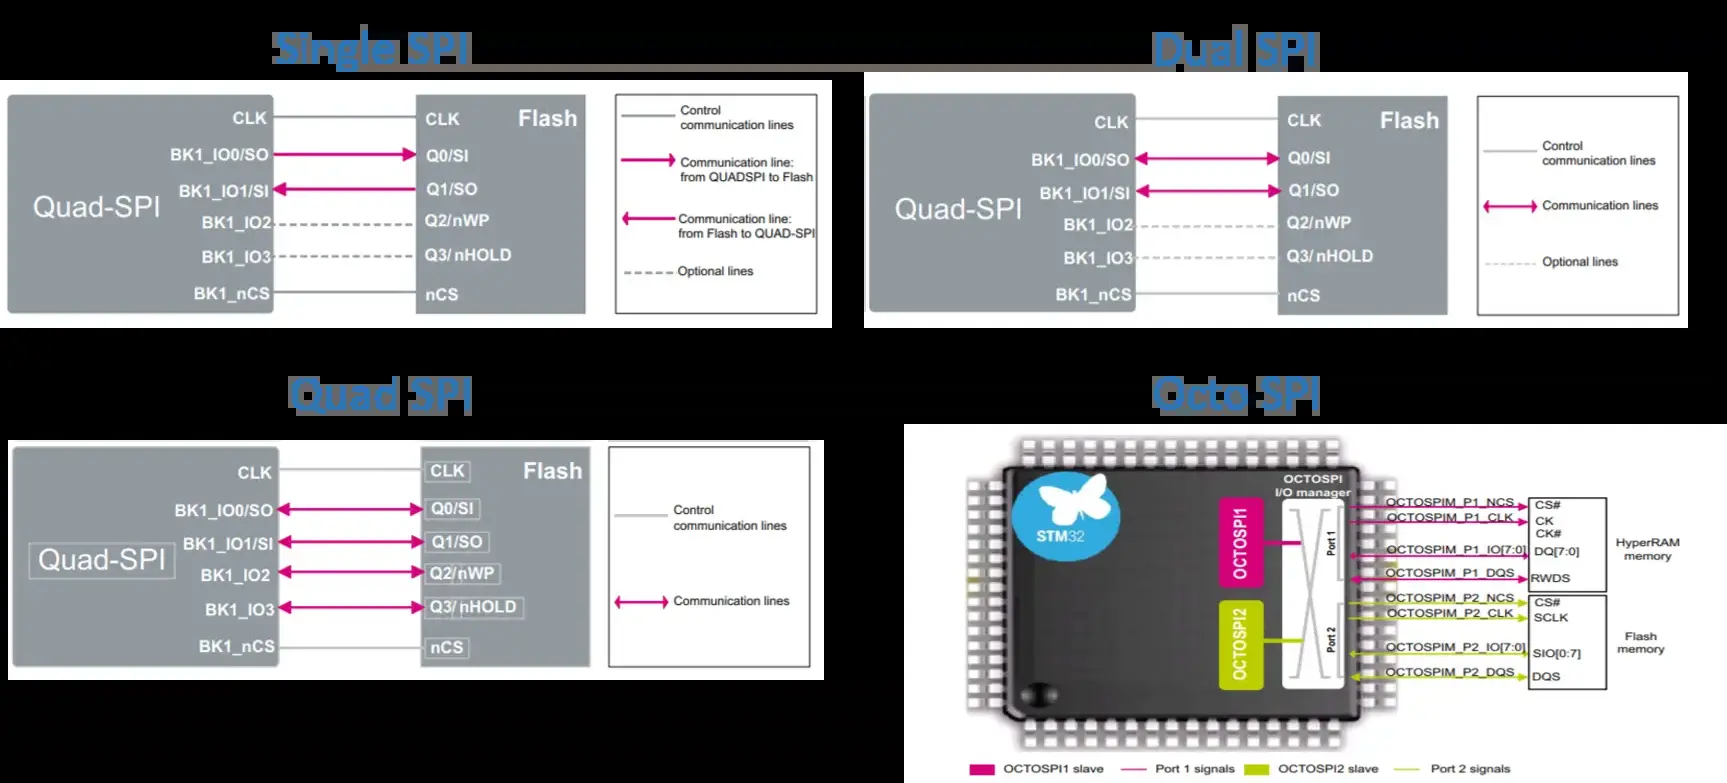 Single SPI
CLK
BK1_IO0/SO
BK1_IO1/SI
Quad-SPI
BK1_IO2
BK1_IO3
BK1_nCS
Flash
CLK
Q0/SI
Q1/SO
Q2/nWP
Q3/ nHOLD
nCS
Control
communication lines
Communication line:
from QUADSPI to Flash
Communication line:
from Flash to QUAD-SPI
Optional lines
Dual SPI
CLK
BK1_IO0/SO
BK1_IO1/SI
Quad-SPI
BK1_IO2
BK1_IO3
BK1_nCS
Flash
CLK
Q0/SI
Q1/SO
Q2/nWP
Q3/ nHOLD
nCS
Control
communication lines
Communication lines
Optional lines
Quad SPI
CLK
BK1_IO0/SO
BK1_IO1/SI
Quad-SPI
BK1_IO2
BK1_IO3
BK1_nCS
Flash
CLK
Q0/SI
Q1/SO
Q2/nWP
Q3/ nHOLD
nCS
Control
communication lines
Communication lines
Octo SPI
STM32
OCTOSPI1
OCTOSPI2
OCTOSPI
I/O manager
Port 1
Port 2
OCTOSPIM_P1_NCS
OCTOSPIM_P1_CLK
OCTOSPIM_P1_IO[7:0]
OCTOSPIM_P1_DQS
OCTOSPIM_P2_NCS
OCTOSPIM_P2_CLK
OCTOSPIM_P2_IO[7:0]
OCTOSPIM_P2_DQS
CS#
CK
CK#
DQ[7:0]
RWDS
HyperRAM
memory
CS#
SCLK
SIO[0:7]
DQS
Flash
memory
OCTOSPI1 slave
Port 1 signals
OCTOSPI2 slave
Port 2 signals